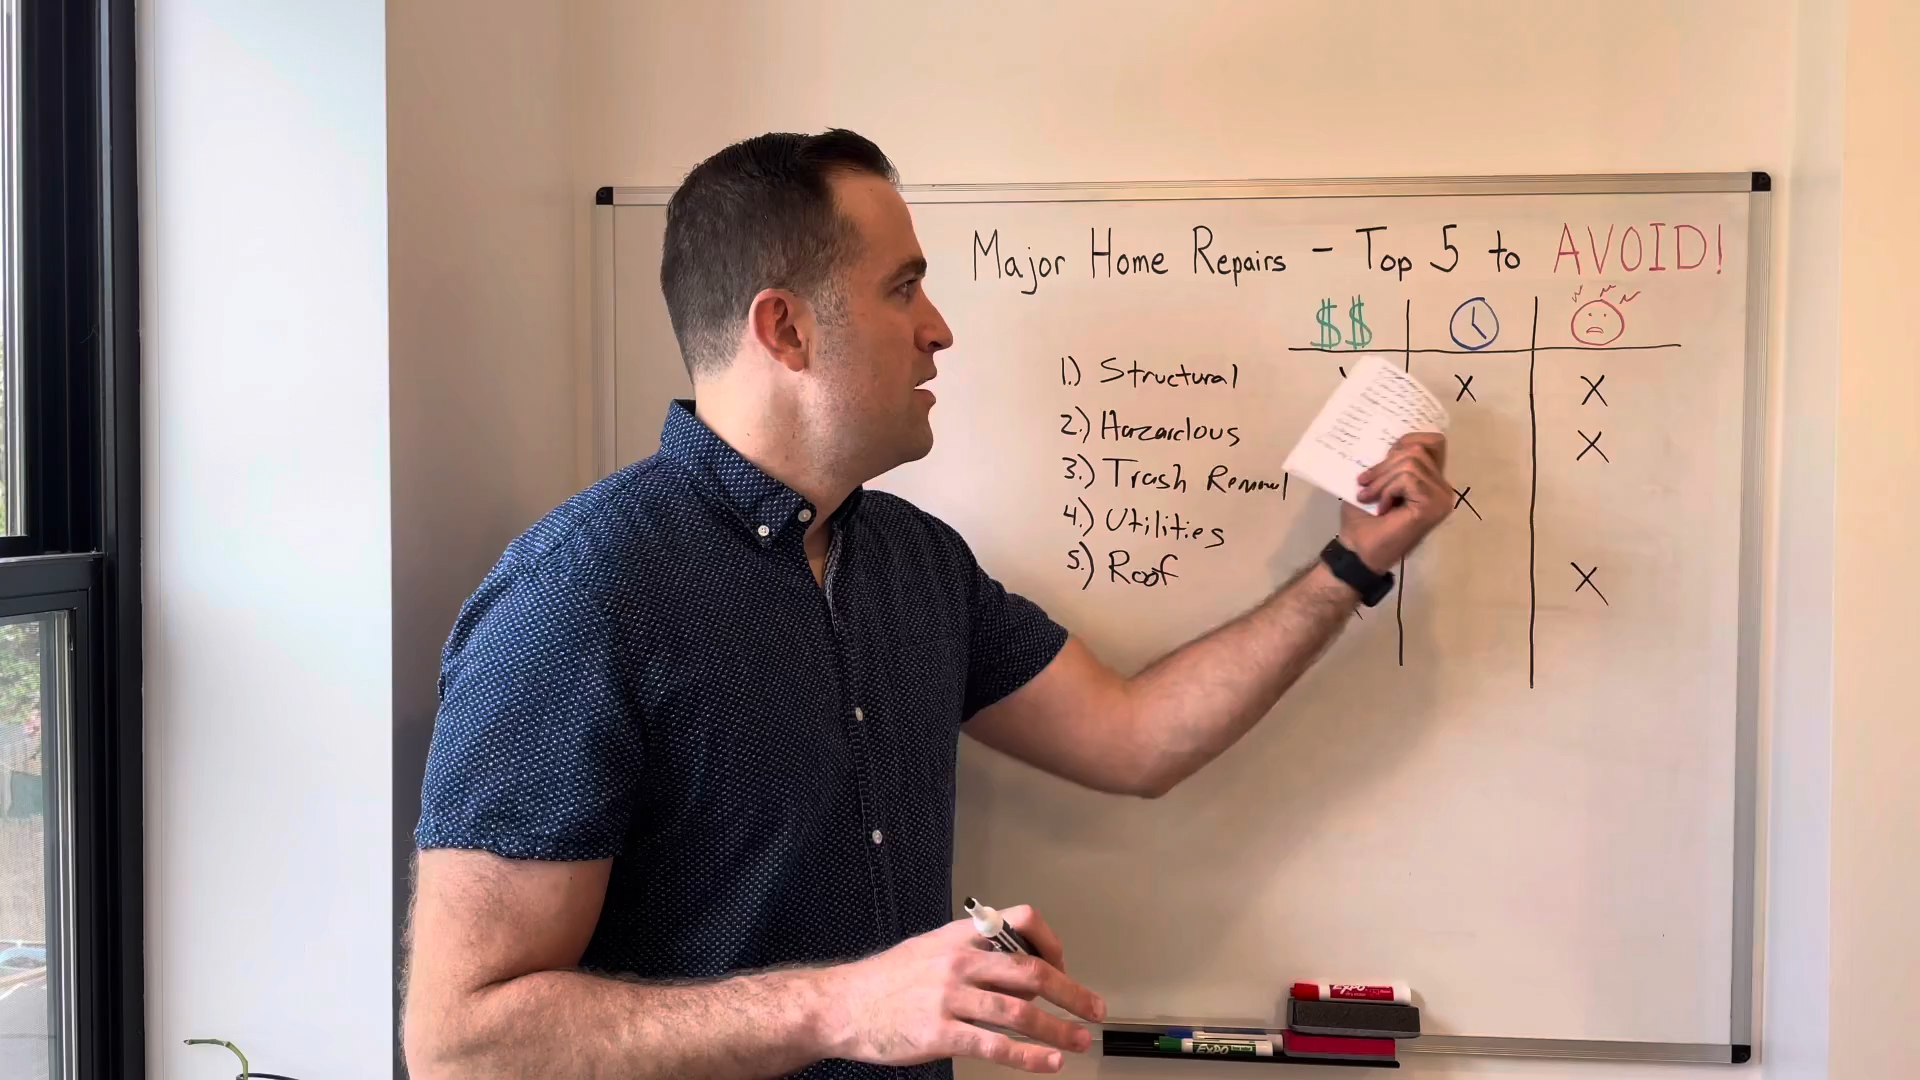 Major Home Repairs - Top 5 to AVOID!
$$
1.) Structural X X
2.) Hazardous X
3.) Trash Removal X
4.) Utilities
5.) Roof X
EXPO
EXPO